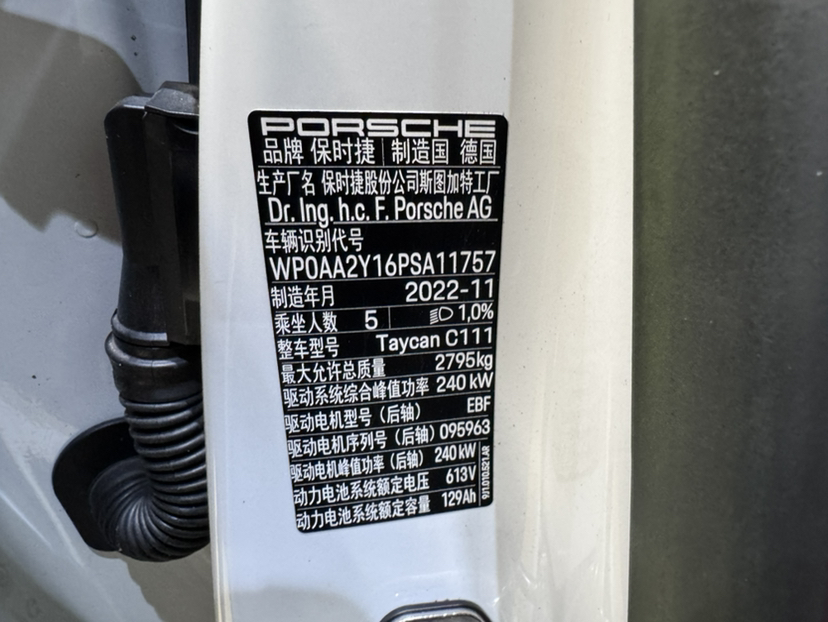 PORSCHE
品牌 保时捷 制造国 德国
生产厂名 保时捷股份公司斯图加特工厂
Dr. Ing. h.c. F. Porsche AG
车辆识别代号
WP0AA2Y16PSA11757
制造年月 2022-11
乘坐人数 5 1,0%
整车型号 Taycan C111
最大允许总质量 2795kg
驱动系统综合峰值功率 240 kW
驱动电机型号（后轴） EBF
驱动电机序列号（后轴） 095963
驱动电机峰值功率（后轴） 240 kW
动力电池系统额定电压 613V
动力电池系统额定容量 129Ah
911.010.521.AR